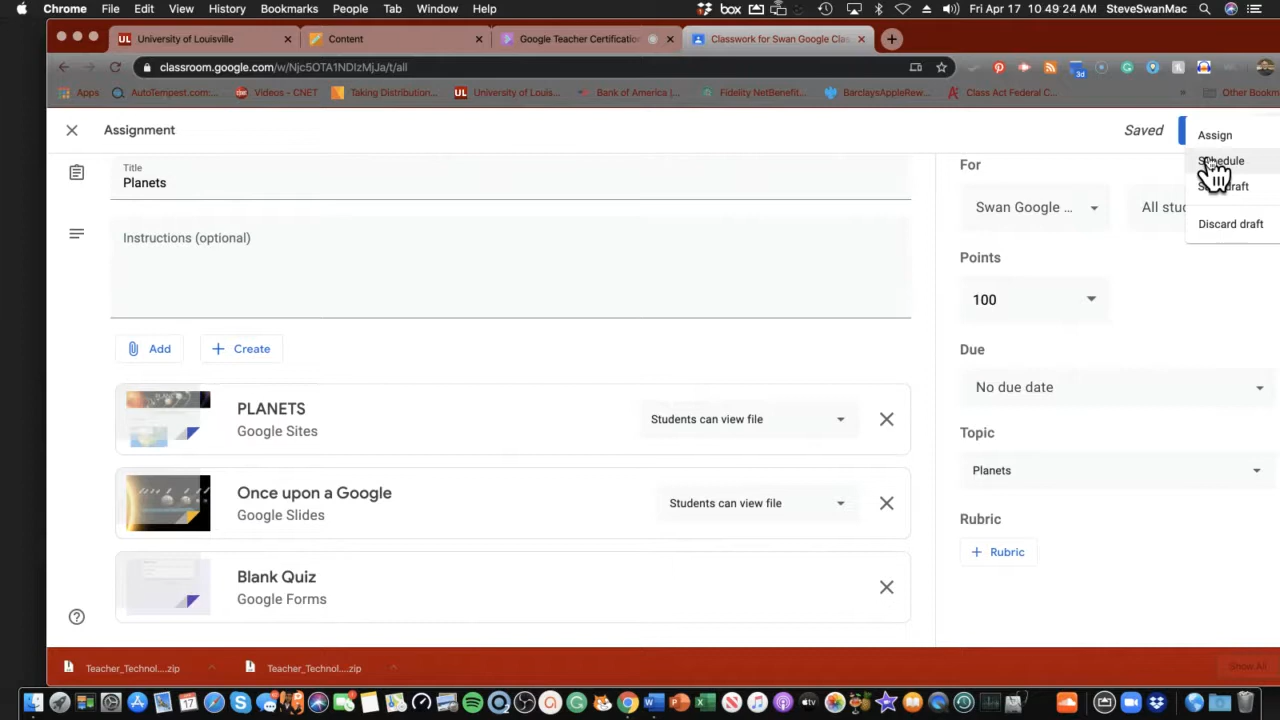 Chrome File Edit View History Bookmarks People Tab Window Help
box Fri Apr 17 10:49:24 AM SteveSwanMac
University of Louisville Content Google Teacher Certification Classwork for Swan Google Clas
classroom.google.com/w/Njc5OTA1NDIzMjJa/t/all
Apps AutoTempest.com:... Videos - CNET Taking Distribution... University of Louis... Bank of America |... Fidelity NetBenefit... BarclaysAppleRew... Class Act Federal C... Other Bookm
Assignment Saved
Assign
Schedule
draft
Discard draft
Title
Planets
Instructions (optional)
Add Create
PLANETS
Google Sites
Students can view file
Once upon a Google
Google Slides
Students can view file
Blank Quiz
Google Forms
For
Swan Google ... All stu
Points
100
Due
No due date
Topic
Planets
Rubric
Rubric
Teacher_Technol....zip Teacher_Technol....zip Show All